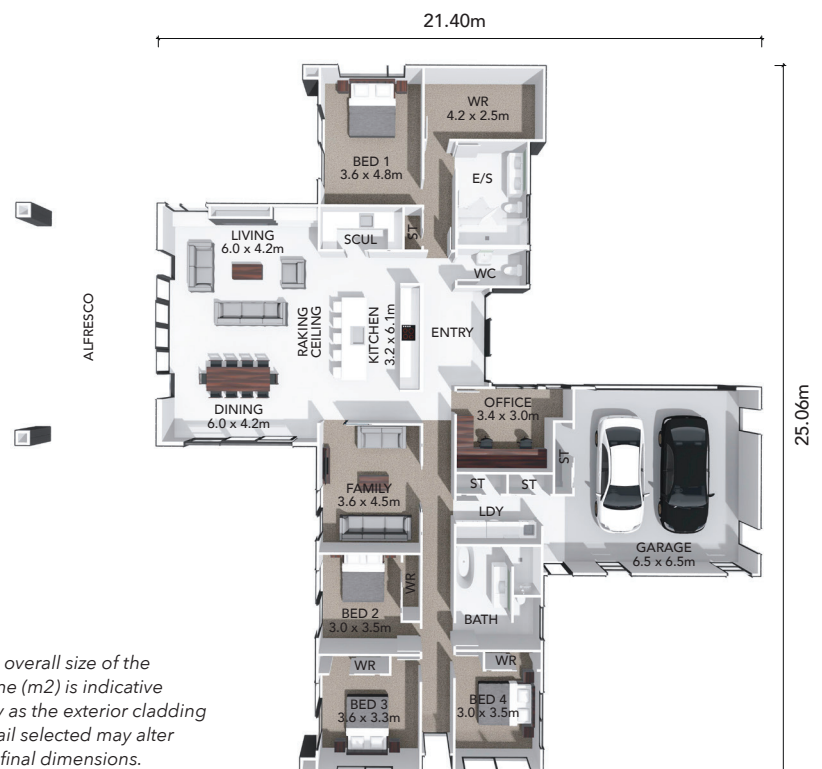 21.40m
WR
4.2 x 2.5m
BED 1
3.6 x 4.8m
E/S
LIVING
6.0 x 4.2m
SCUL
ST
WC
ALFRESCO
RAKING
CEILING
KITCHEN
3.2 x 6.1m
ENTRY
OFFICE
3.4 x 3.0m
DINING
6.0 x 4.2m
25.06m
ST
FAMILY
3.6 x 4.5m
ST
ST
LDY
GARAGE
6.5 x 6.5m
WR
BED 2
3.0 x 3.5m
BATH
WR
WR
BED 3
3.6 x 3.3m
BED 4
3.0 x 3.5m
overall size of the
(m2) is indicative
as the exterior cladding
selected may alter
final dimensions.